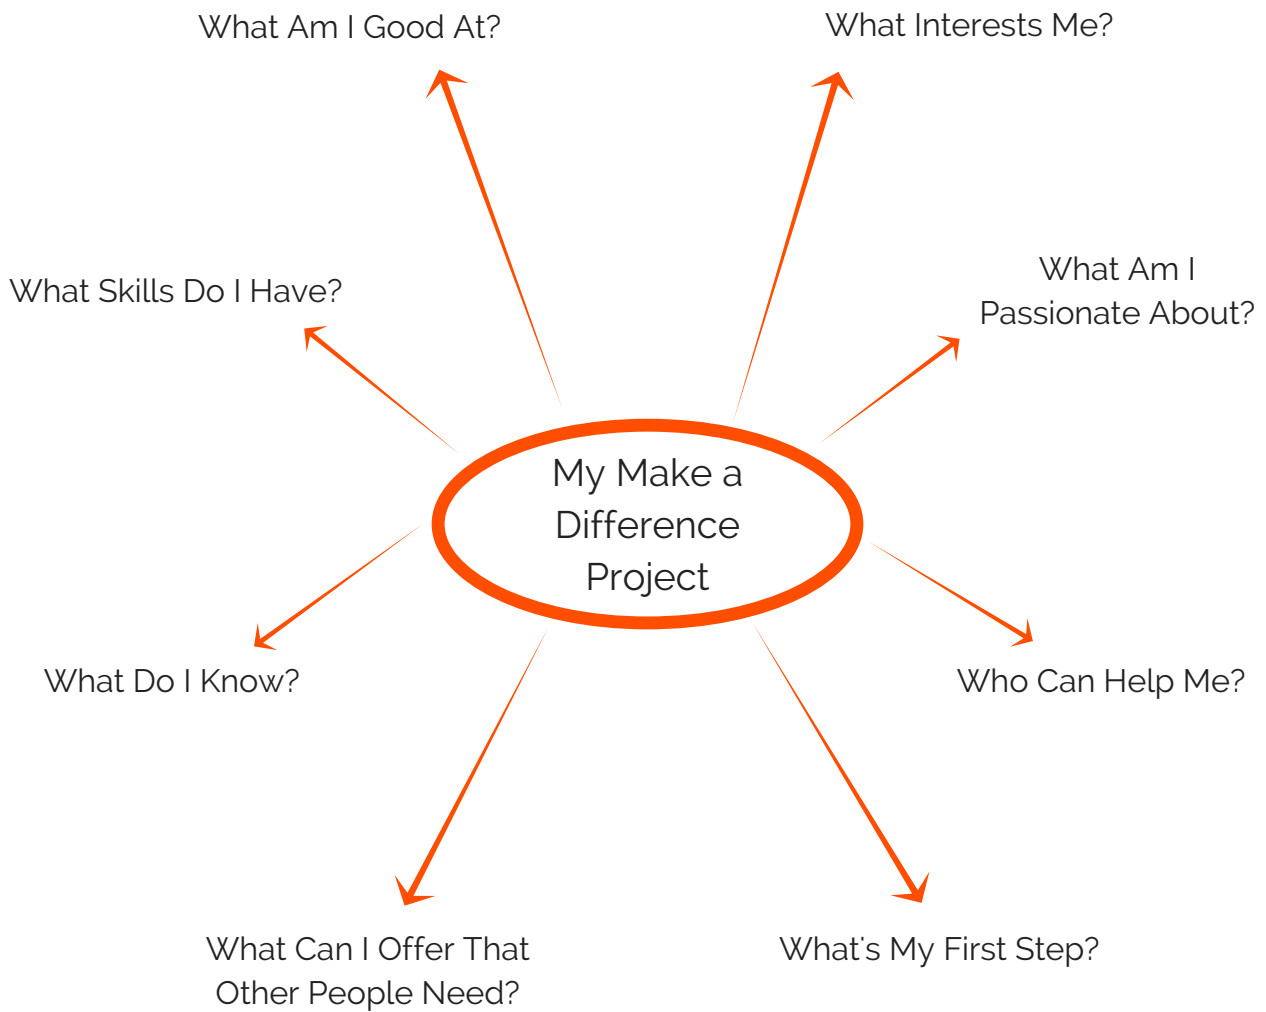 What Am I Good At?
What Interests Me?
What Skills Do I Have?
What Am I
Passionate About?
My Make a
Difference
Project
What Do I Know?
Who Can Help Me?
What Can I Offer That
Other People Need?
What's My First Step?